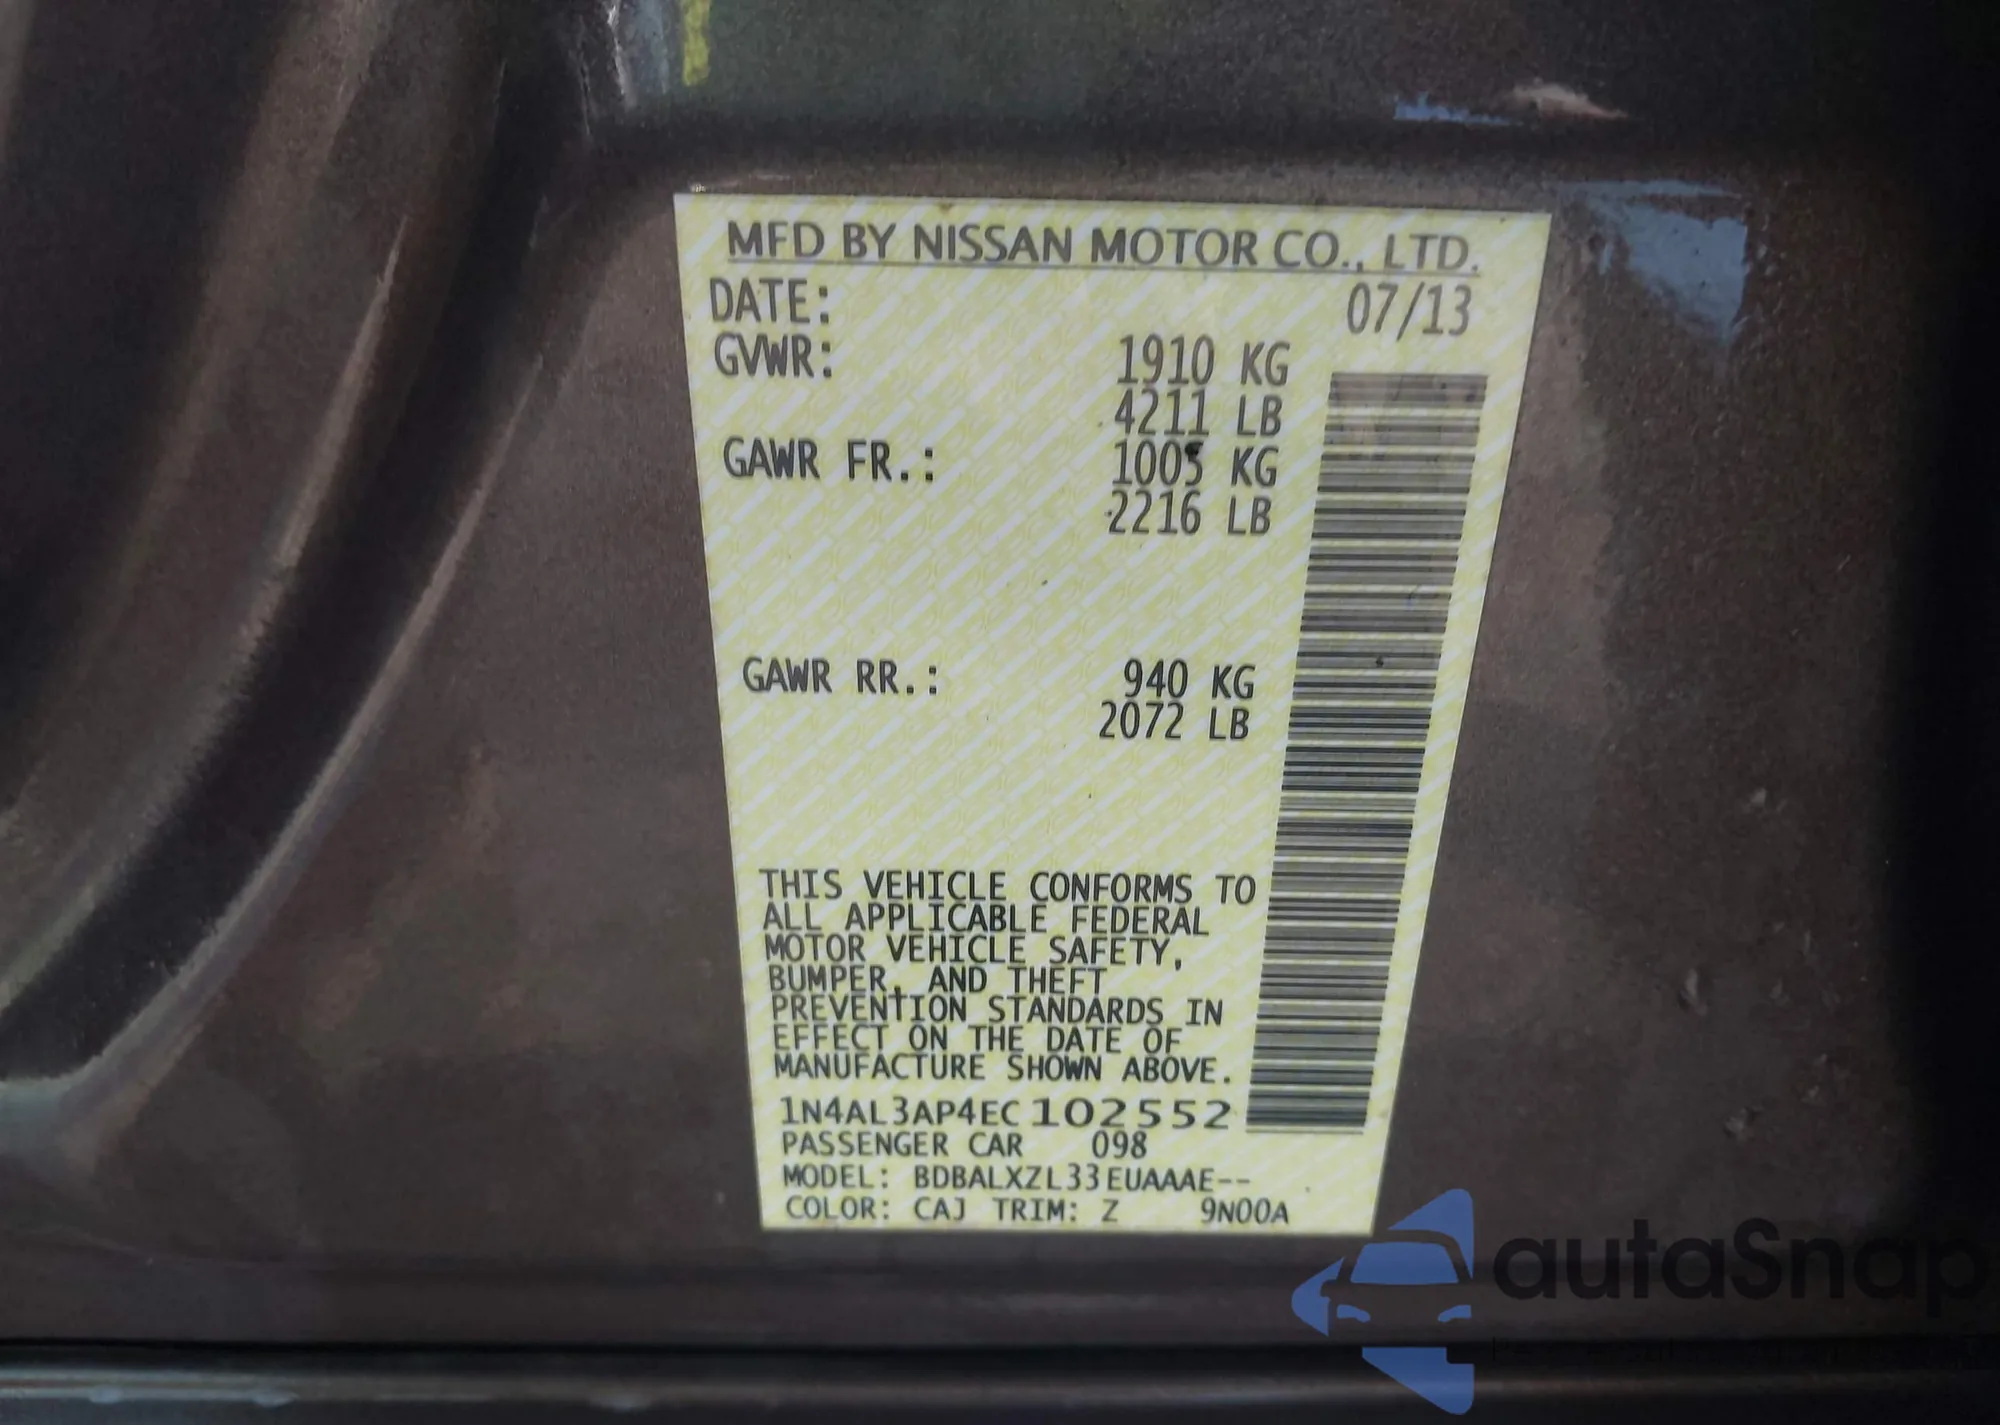 MFD BY NISSAN MOTOR CO., LTD.
DATE: 07/13
GVWR: 1910 KG
4211 LB
GAWR FR.: 1005 KG
2216 LB
GAWR RR.: 940 KG
2072 LB
THIS VEHICLE CONFORMS TO
ALL APPLICABLE FEDERAL
MOTOR VEHICLE SAFETY,
BUMPER, AND THEFT
PREVENTION STANDARDS IN
EFFECT ON THE DATE OF
MANUFACTURE SHOWN ABOVE.
1N4AL3AP4EC102552
PASSENGER CAR 098
MODEL: BDBALXZL33EUAAAE--
COLOR: CAJ TRIM: Z 9N00A
autaSnap